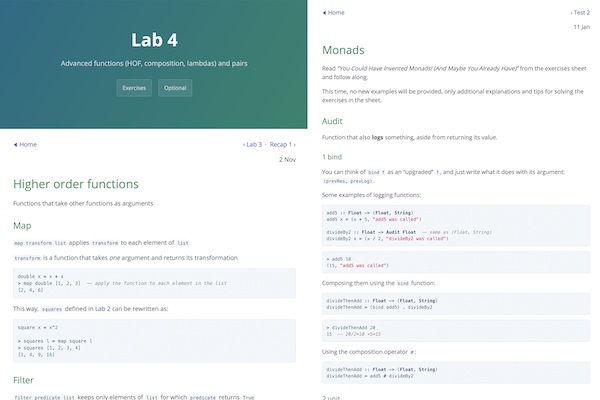 Lab 4
Advanced functions (HOF, composition, lambdas) and pairs
Exercises
Optional
Home
‹ Lab 3 · Recap 1 ›
2 Nov
Higher order functions
Functions that take other functions as arguments
Map
map transform list applies transform to each element of list
transform is a function that takes one argument and returns its transformation
double x = x + x
> map double [1, 2, 3] -- apply the function to each element in the list
[2, 4, 6]
This way, squares defined in Lab 2 can be rewritten as:
square x = x^2
> squares l = map square l
> squares [1, 2, 3, 4]
[1, 4, 9, 16]
Filter
filter predicate list keeps only elements of list for which predicate returns True
Home
‹ Test 2
11 Jan
Monads
Read "You Could Have Invented Monads! (And Maybe You Already Have)" from the exercises sheet
and follow along.
This time, no new examples will be provided, only additional explanations and tips for solving the
exercises in the sheet.
Audit
Function that also logs something, aside from returning its value.
1 bind
You can think of bind f as an "upgraded" f, and just write what it does with its argument:
(prevRes, prevLog).
Some examples of logging functions:
add5 :: Float -> (Float, String)
add5 x = (x + 5, "add5 was called")
divideBy2 :: Float -> Audit Float -- same as (Float, String)
divideBy2 x = (x / 2, "divideBy2 was called")
> add5 10
(15, "add5 was called")
Composing them using the bind function:
divideThenAdd :: Float -> (Float, String)
divideThenAdd = (bind add5) . divideBy2
> divideThenAdd 20
15 -- 20/2=10 +5=15
Using the composition operator #:
divideThenAdd :: Float -> (Float, String)
divideThenAdd = add5 # divideBy2
2 unit